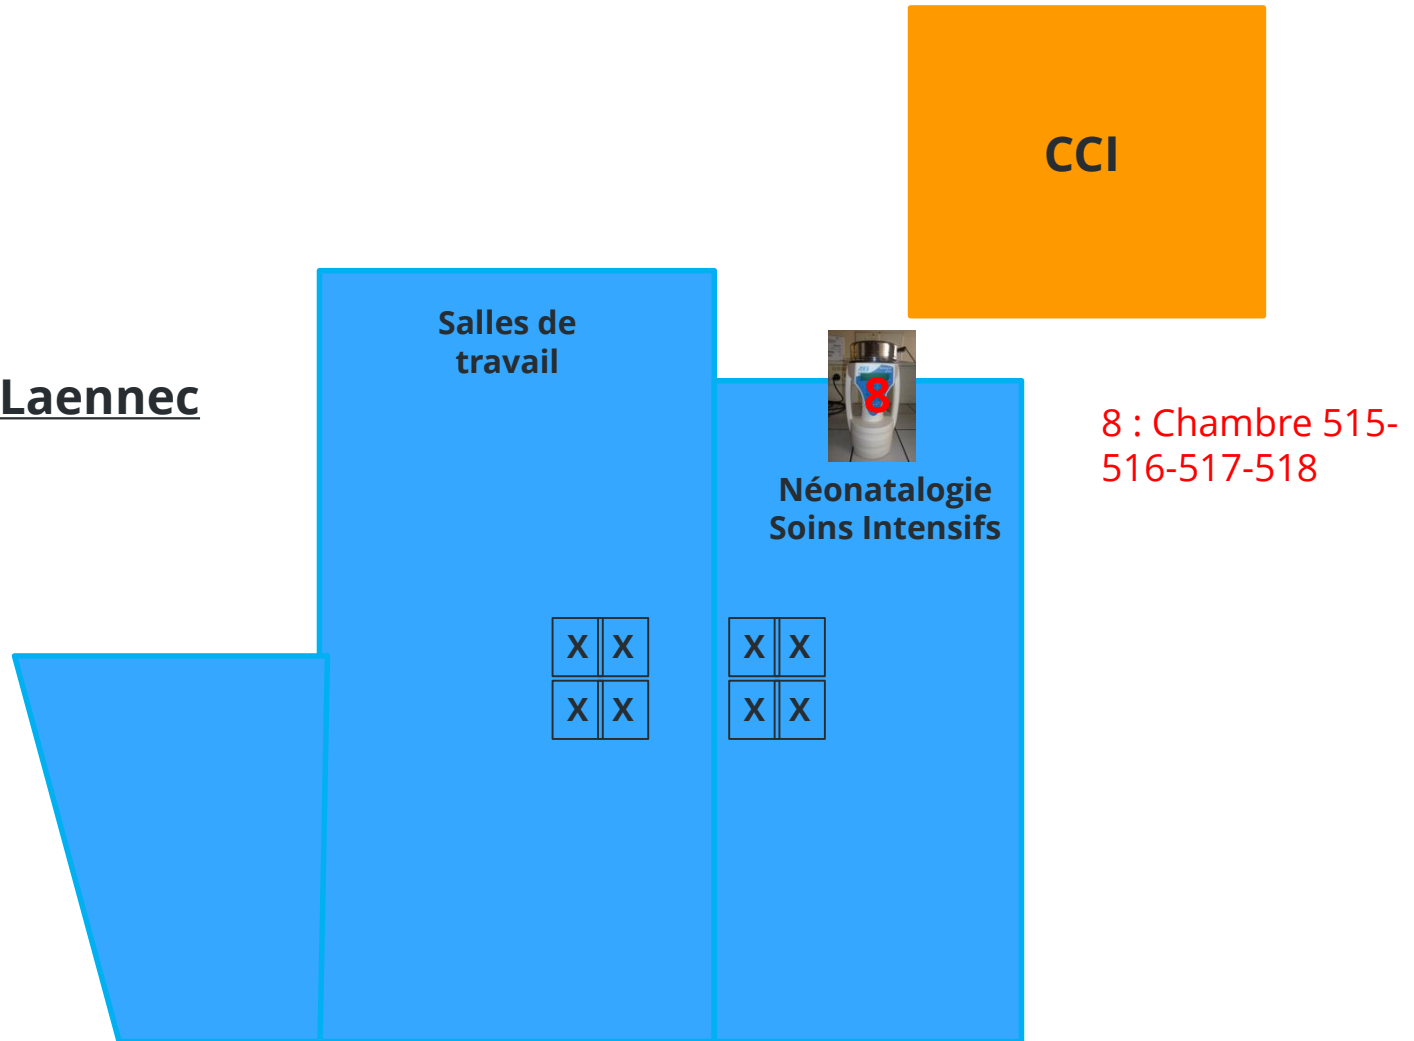 CCI
Salles de
travail
Laennec
8
8 : Chambre 515-
516-517-518
Néonatalogie
Soins Intensifs
X X X X
X X X X